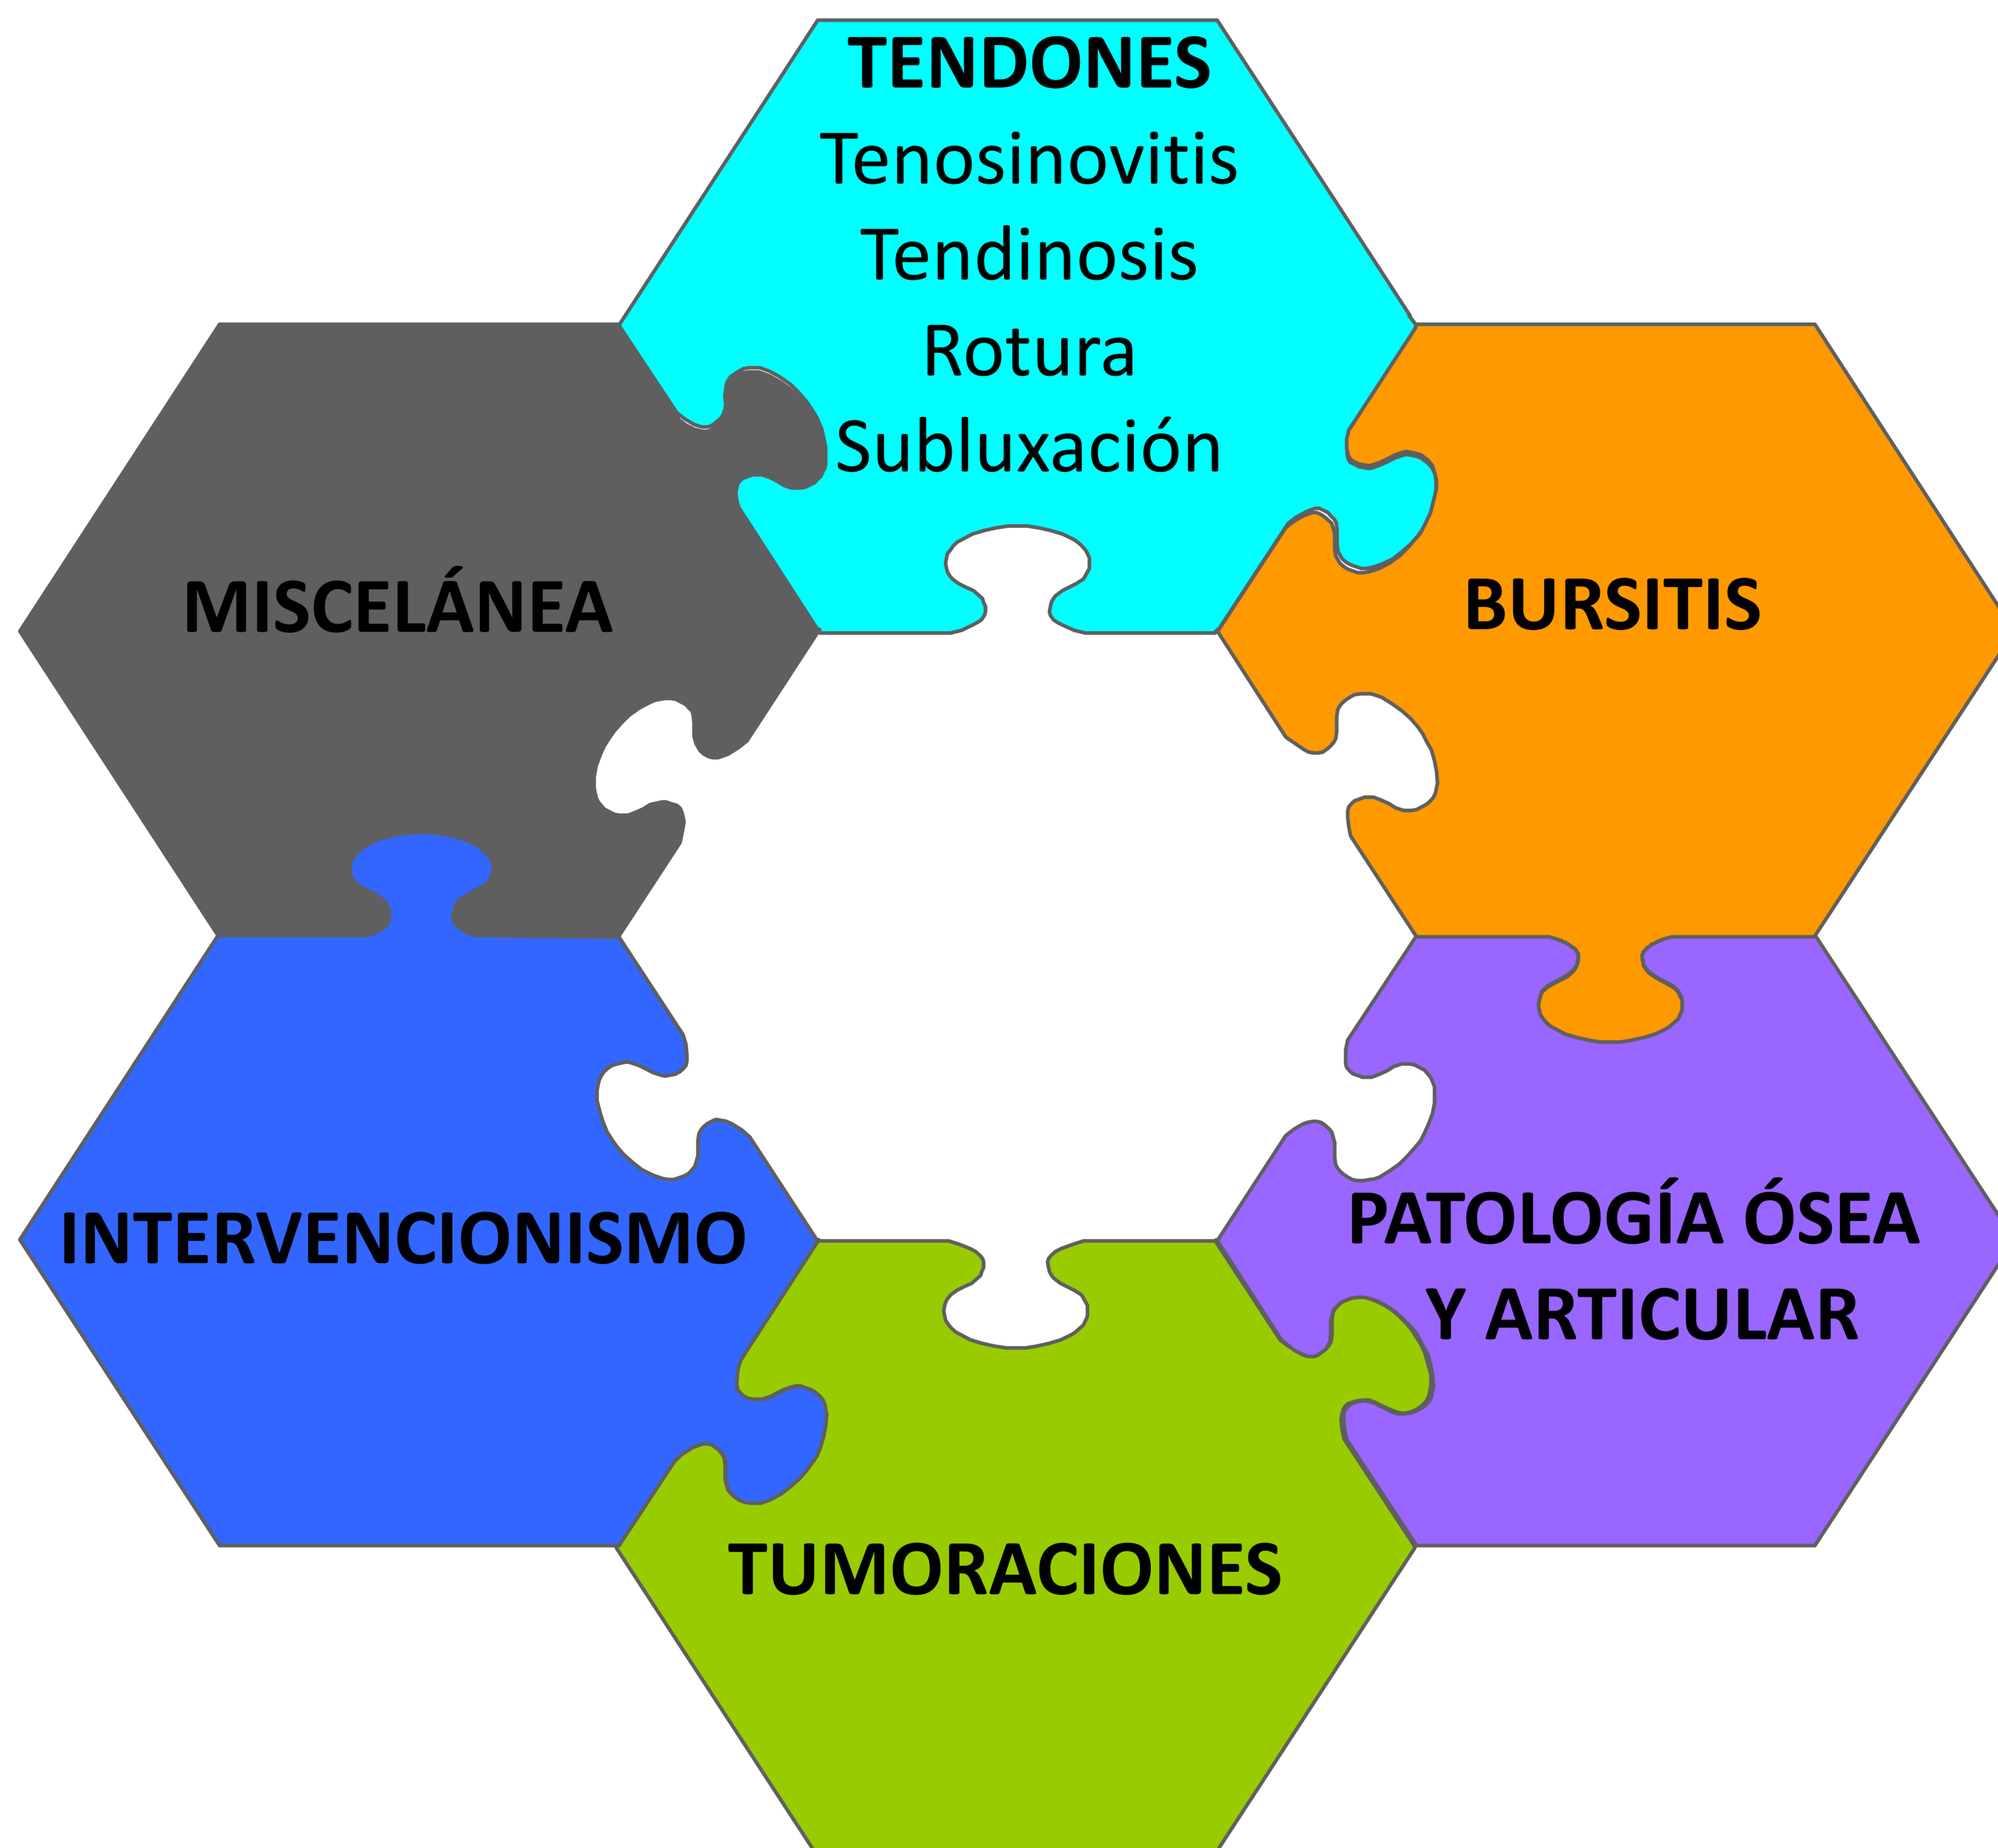 TENDONES
Tenosinovitis
Tendinosis
Rotura
Subluxación
MISCELÁNEA
BURSITIS
INTERVENCIONISMO
PATOLOGÍA ÓSEA
Y ARTICULAR
TUMORACIONES